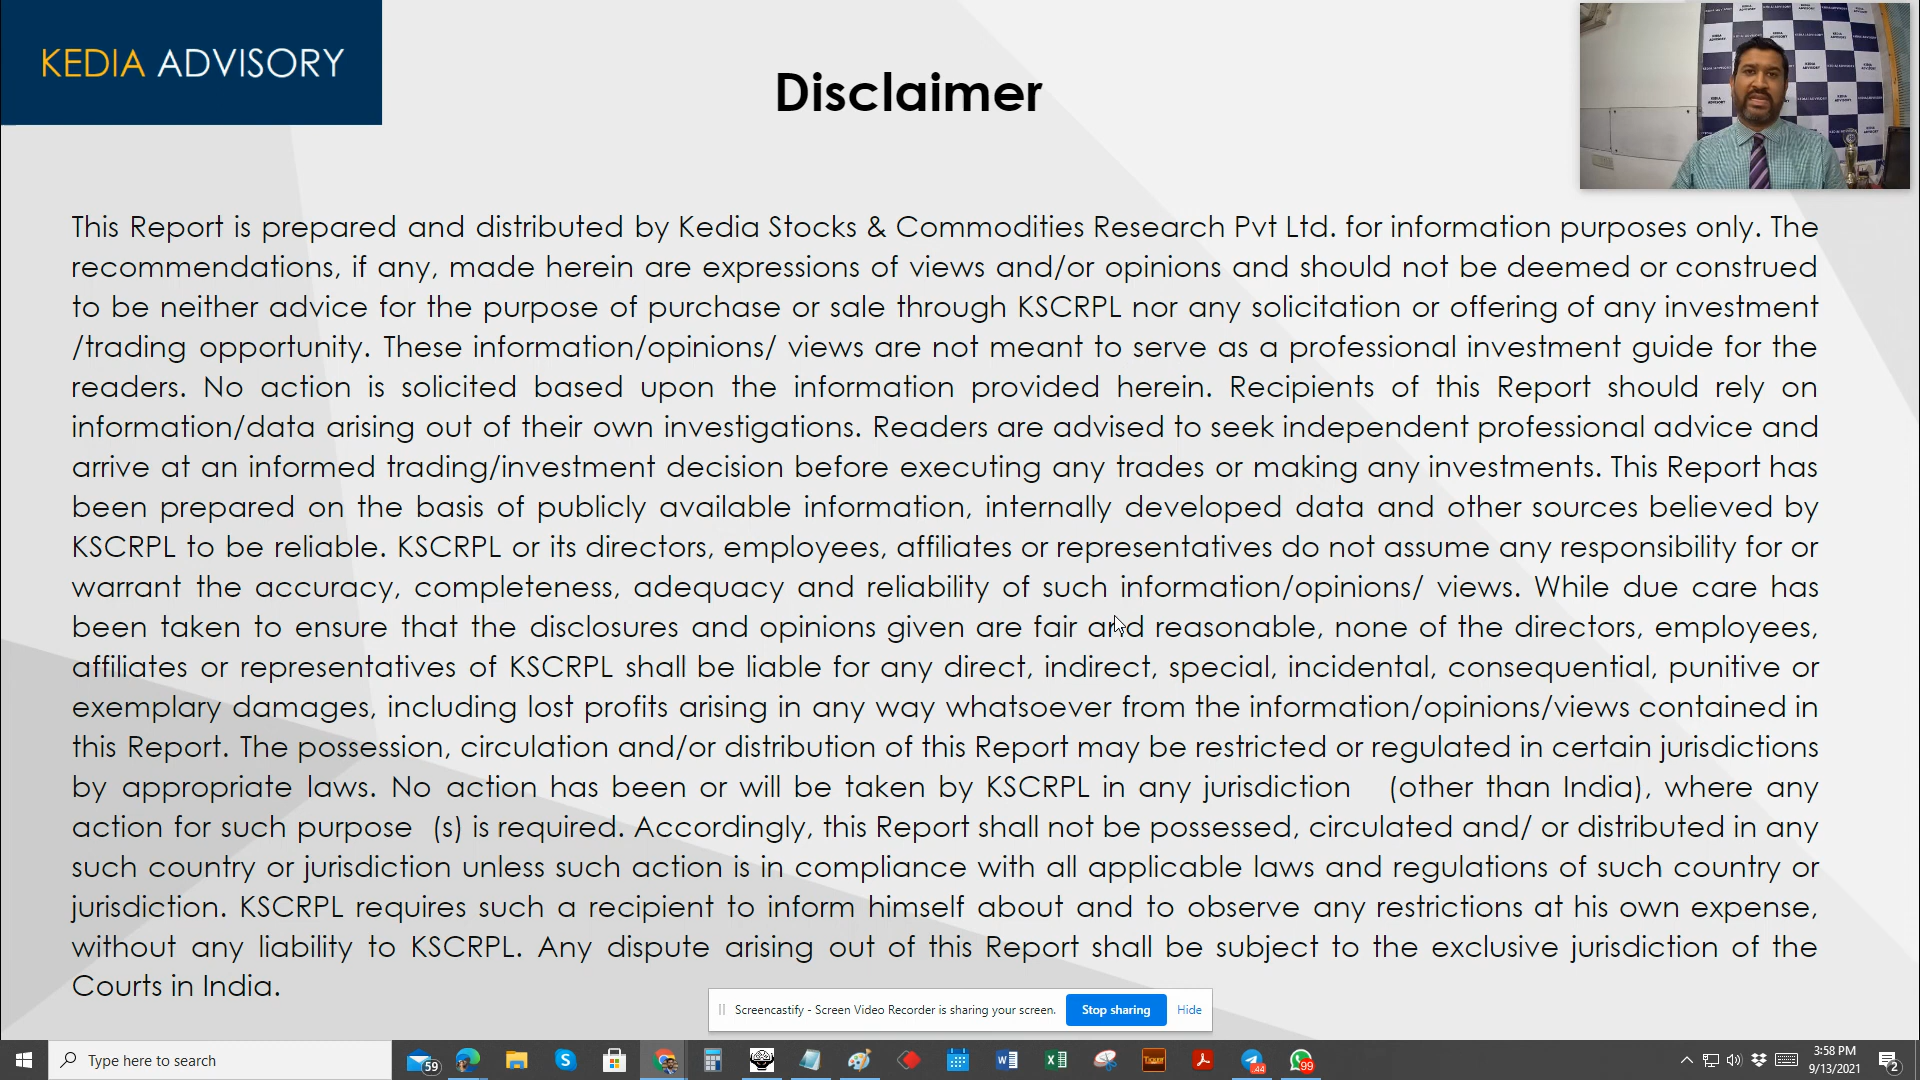 KEDIA ADVISORY
Disclaimer
This Report is prepared and distributed by Kedia Stocks & Commodities Research Pvt Ltd. for information purposes only. The
recommendations, if any, made herein are expressions of views and/or opinions and should not be deemed or construed
to be neither advice for the purpose of purchase or sale through KSCRPL nor any solicitation or offering of any investment
/trading opportunity. These information/opinions/ views are not meant to serve as a professional investment guide for the
readers. No action is solicited based upon the information provided herein. Recipients of this Report should rely on
information/data arising out of their own investigations. Readers are advised to seek independent professional advice and
arrive at an informed trading/investment decision before executing any trades or making any investments. This Report has
been prepared on the basis of publicly available information, internally developed data and other sources believed by
KSCRPL to be reliable. KSCRPL or its directors, employees, affiliates or representatives do not assume any responsibility for or
warrant the accuracy, completeness, adequacy and reliability of such information/opinions/ views. While due care has
been taken to ensure that the disclosures and opinions given are fair and reasonable, none of the directors, employees,
affiliates or representatives of KSCRPL shall be liable for any direct, indirect, special, incidental, consequential, punitive or
exemplary damages, including lost profits arising in any way whatsoever from the information/opinions/views contained in
this Report. The possession, circulation and/or distribution of this Report may be restricted or regulated in certain jurisdictions
by appropriate laws. No action has been or will be taken by KSCRPL in any jurisdiction (other than India), where any
action for such purpose (s) is required. Accordingly, this Report shall not be possessed, circulated and/ or distributed in any
such country or jurisdiction unless such action is in compliance with all applicable laws and regulations of such country or
jurisdiction. KSCRPL requires such a recipient to inform himself about and to observe any restrictions at his own expense,
without any liability to KSCRPL. Any dispute arising out of this Report shall be subject to the exclusive jurisdiction of the
Courts in India.
Screencastify - Screen Video Recorder is sharing your screen. Stop sharing Hide
Type here to search
59
44
99
3:58 PM
9/13/2021
2